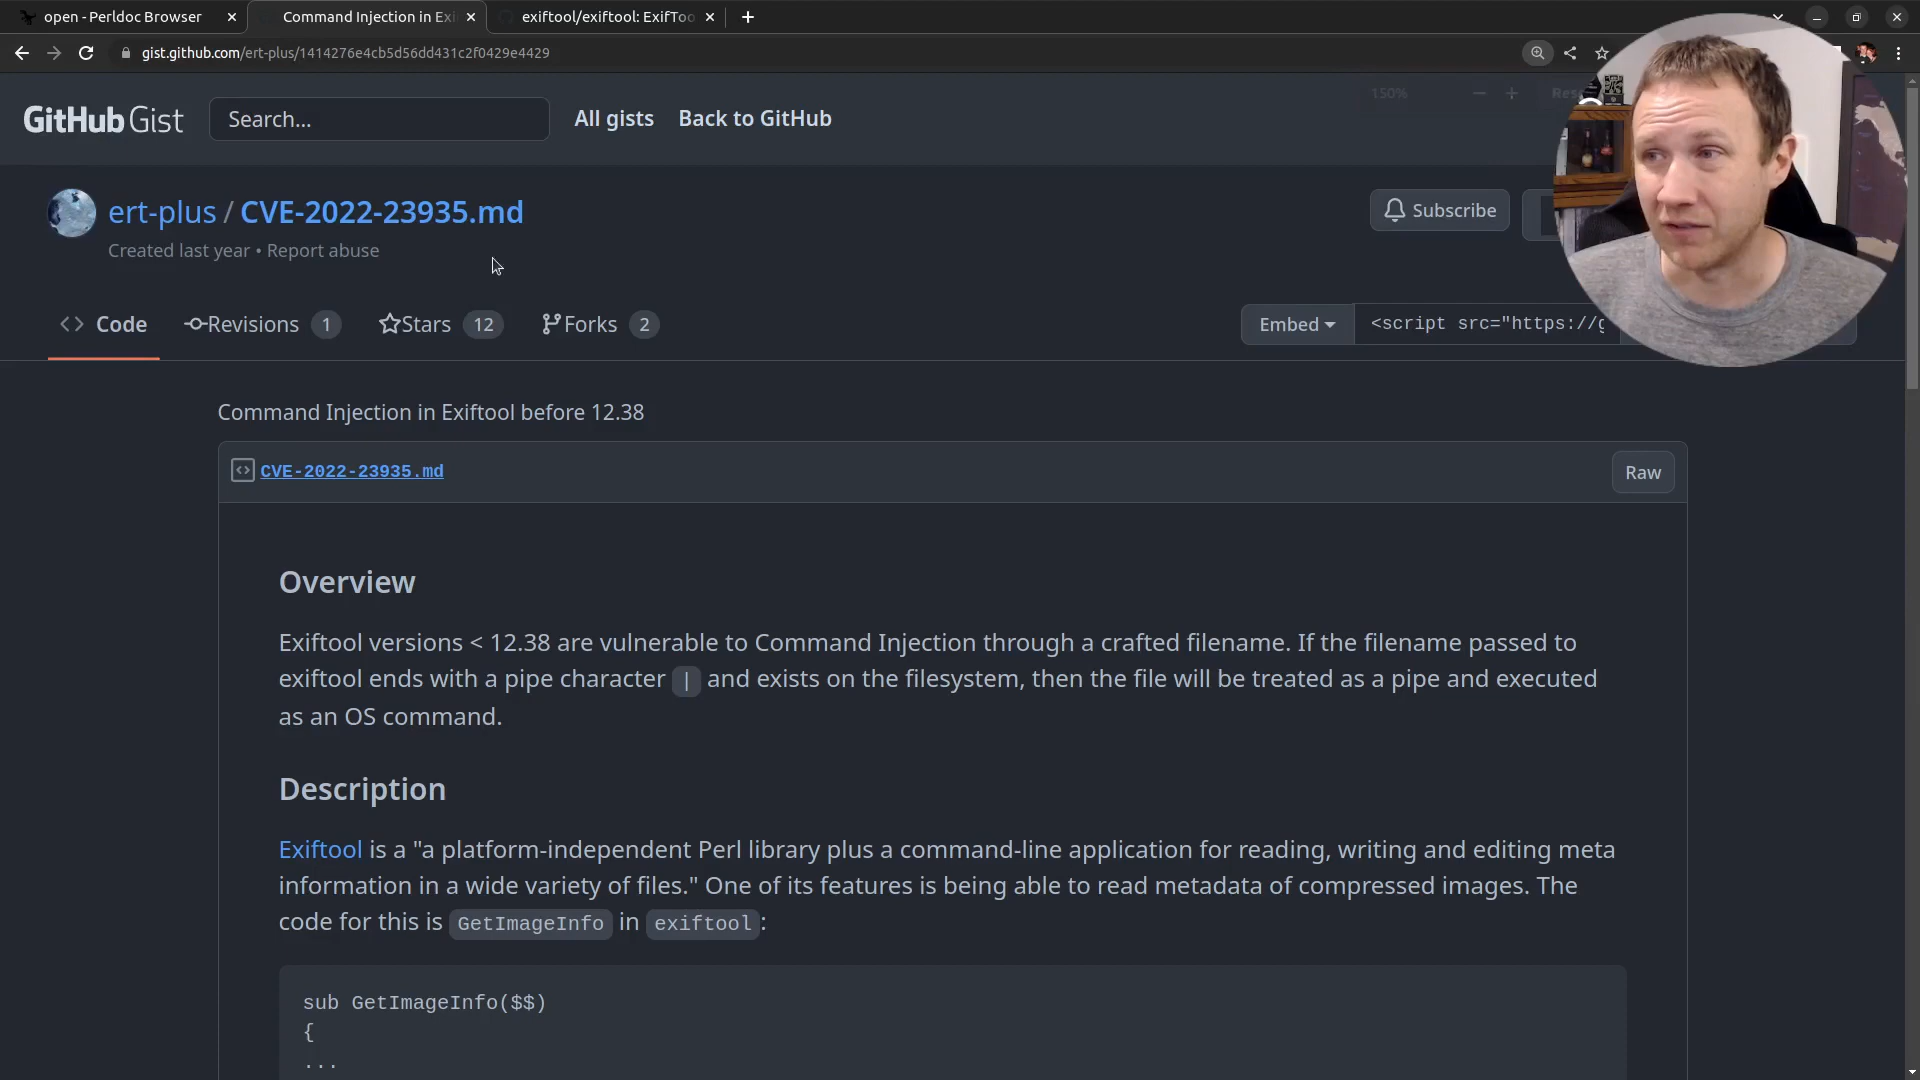 open - Perldoc Browser
Command Injection in Exi
exiftool/exiftool: ExifToo
gist.github.com/ert-plus/1414276e4cb5d56dd431c2f0429e4429
150%
GitHub Gist
Search...
All gists
Back to GitHub
ert-plus / CVE-2022-23935.md
Subscribe
Created last year • Report abuse
Code
Revisions 1
Stars 12
Forks 2
Embed
<script src="https://g
Command Injection in Exiftool before 12.38
CVE-2022-23935.md
Raw
Overview
Exiftool versions < 12.38 are vulnerable to Command Injection through a crafted filename. If the filename passed to
exiftool ends with a pipe character | and exists on the filesystem, then the file will be treated as a pipe and executed
as an OS command.
Description
Exiftool is a "a platform-independent Perl library plus a command-line application for reading, writing and editing meta
information in a wide variety of files." One of its features is being able to read metadata of compressed images. The
code for this is GetImageInfo in exiftool:
sub GetImageInfo($$)
{
...